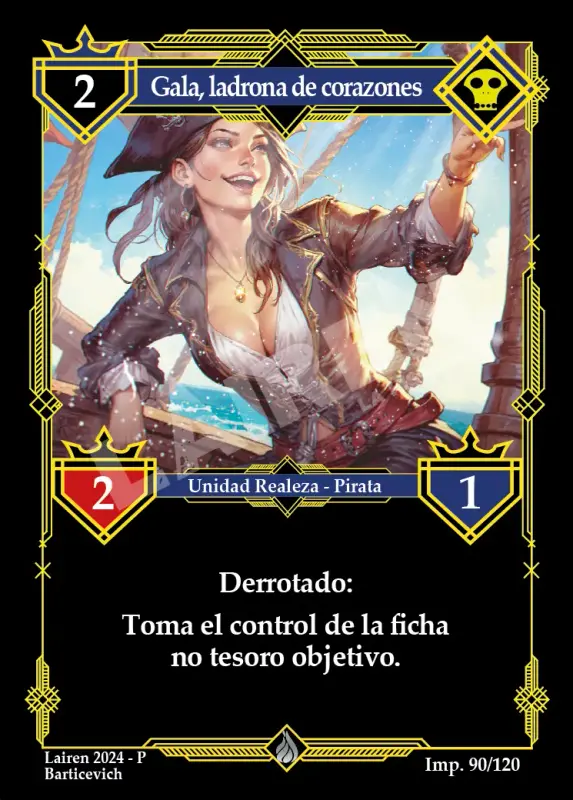 2
Gala, ladrona de corazones
LAIREN
2
Unidad Realeza - Pirata
1
Derrotado:
Toma el control de la ficha
no tesoro objetivo.
Lairen 2024 - P
Barticevich
Imp. 90/120